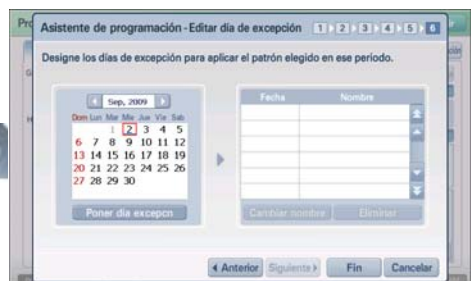 Asistente de programación - Editar día de excepción 1 2 3 4 5 6
Designe los días de excepción para aplicar el patrón elegido en ese periodo.
Sep, 2009
Dom Lun Mar Mie Jue Vie Sab
1 2 3 4 5
6 7 8 9 10 11 12
13 14 15 16 17 18 19
20 21 22 23 24 25 26
27 28 29 30
Poner día excepcn
Fecha Nombre
Cambiar nombre Eliminar
Anterior Siguiente Fin Cancelar